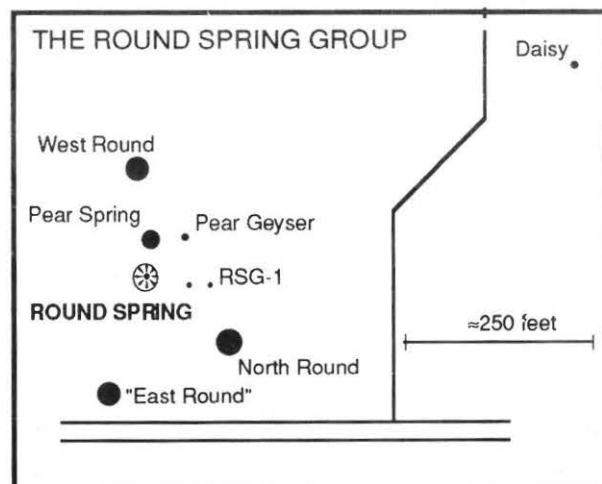 THE ROUND SPRING GROUP
Daisy
West Round
Pear Spring
Pear Geyser
RSG-1
ROUND SPRING
≈250 feet
North Round
"East Round"